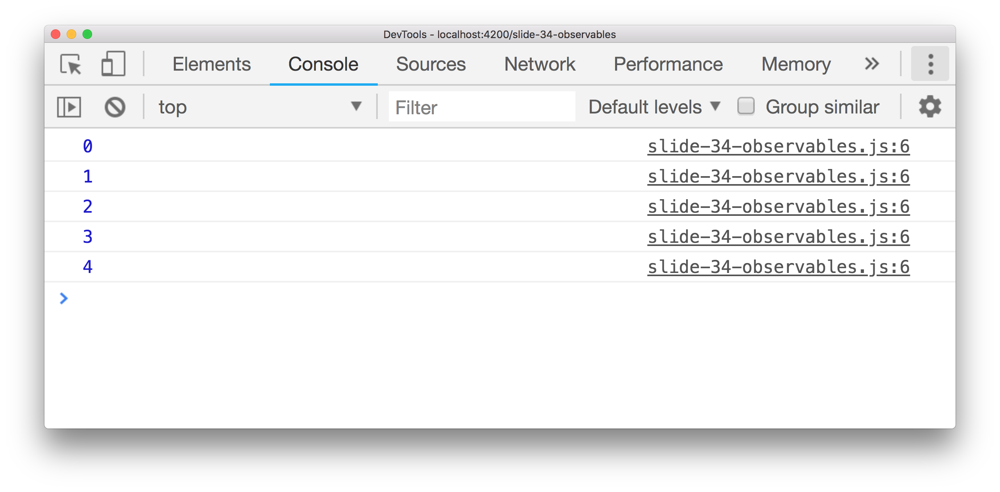 DevTools - localhost:4200/slide-34-observables
Elements Console Sources Network Performance Memory
top Filter Default levels Group similar
0 slide-34-observables.js:6
1 slide-34-observables.js:6
2 slide-34-observables.js:6
3 slide-34-observables.js:6
4 slide-34-observables.js:6